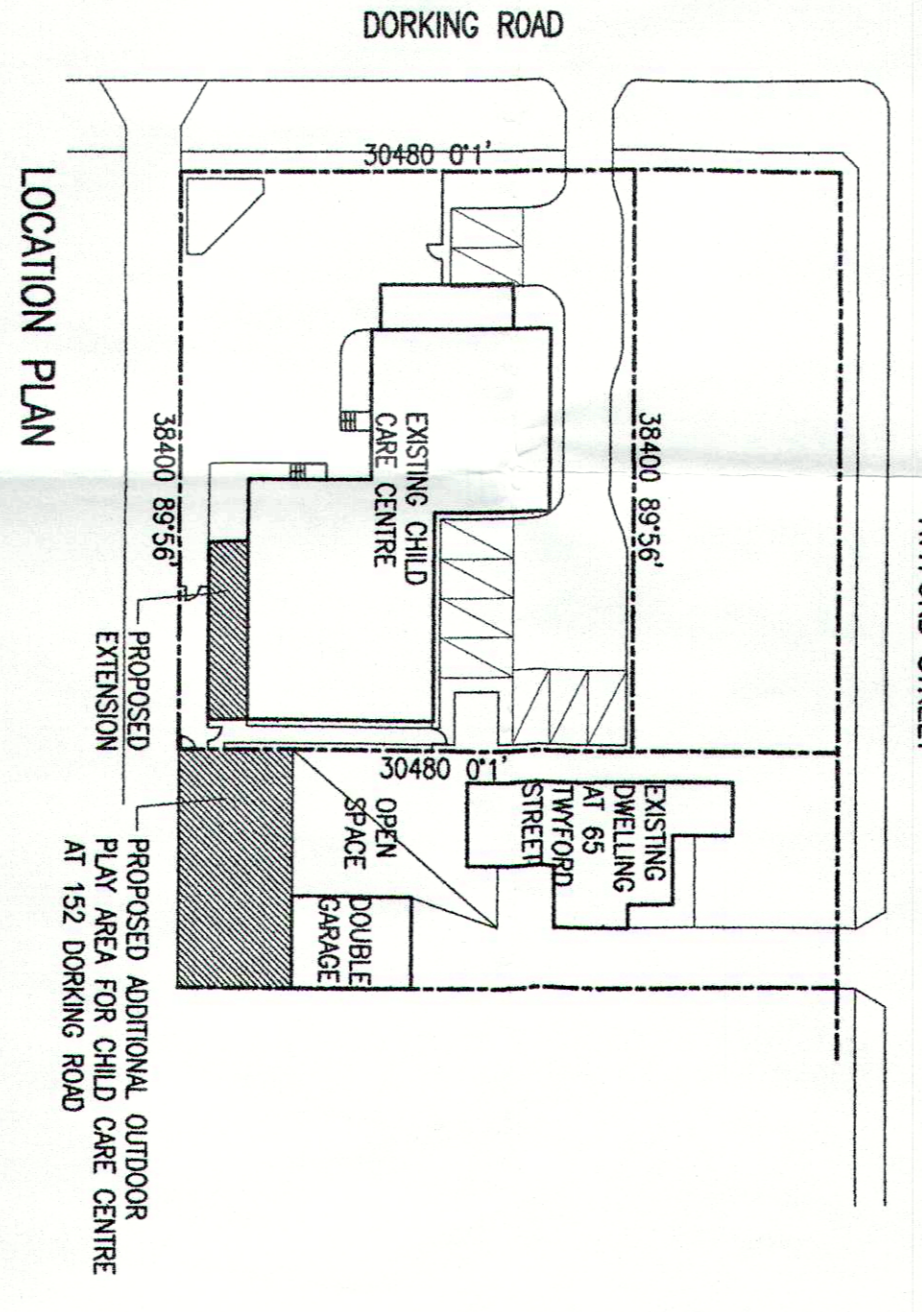 DORKING ROAD
30480 0°1'
LOCATION PLAN
38400 89°56'
38400 89°56'
EXISTING CHILD
CARE CENTRE
PROPOSED
EXTENSION
30480 0°1'
EXISTING
DWELLING
AT 65
TWYFORD
STREET
OPEN
SPACE
DOUBLE
GARAGE
PROPOSED ADDITIONAL OUTDOOR
PLAY AREA FOR CHILD CARE CENTRE
AT 152 DORKING ROAD